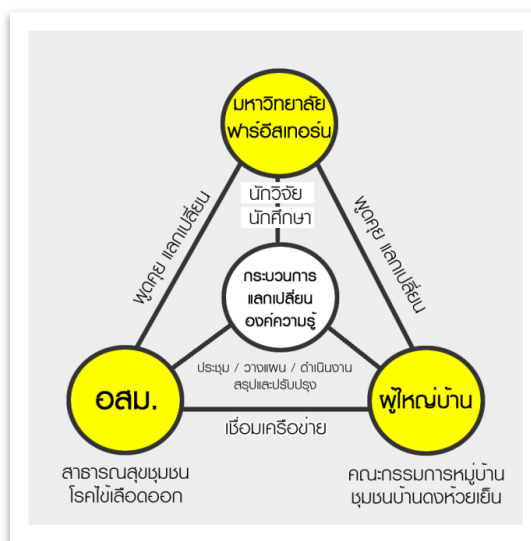 มหาวิทยาลัย
ฟาร์อีสเทอร์น
นักวิจัย
นักศึกษา
พูดคุย แลกเปลี่ยน
พูดคุย แลกเปลี่ยน
กระบวนการ
แลกเปลี่ยน
องค์ความรู้
ประชุม / วางแผน / ดำเนินงาน
สรุปและปรับปรุง
อสม.
ผู้ใหญ่บ้าน
เชื่อมเครือข่าย
สาธารณสุขชุมชน
โรคไข้เลือดออก
คณะกรรมการหมู่บ้าน
ชุมชนบ้านดงห้วยเย็น